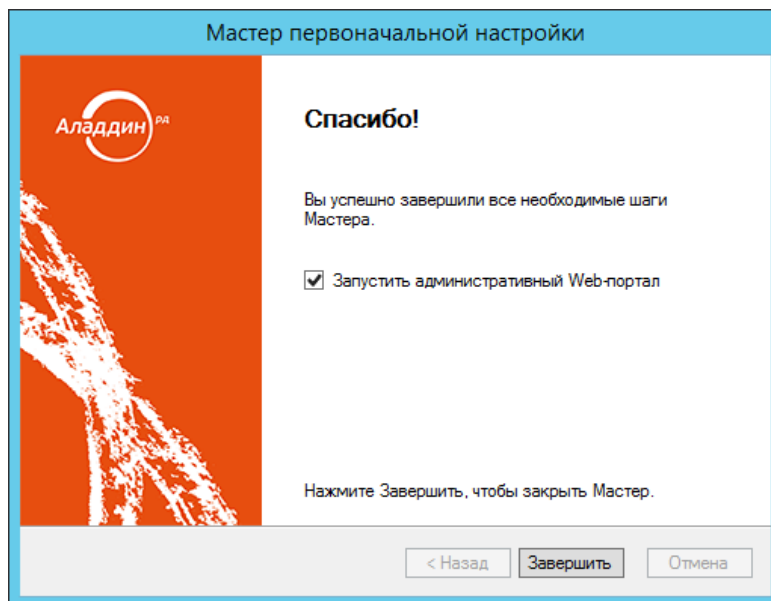 Мастер первоначальной настройки
Аладдин РД
Спасибо!
Вы успешно завершили все необходимые шаги
Мастера.
Запустить административный Web-портал
Нажмите Завершить, чтобы закрыть Мастер.
< Назад Завершить Отмена